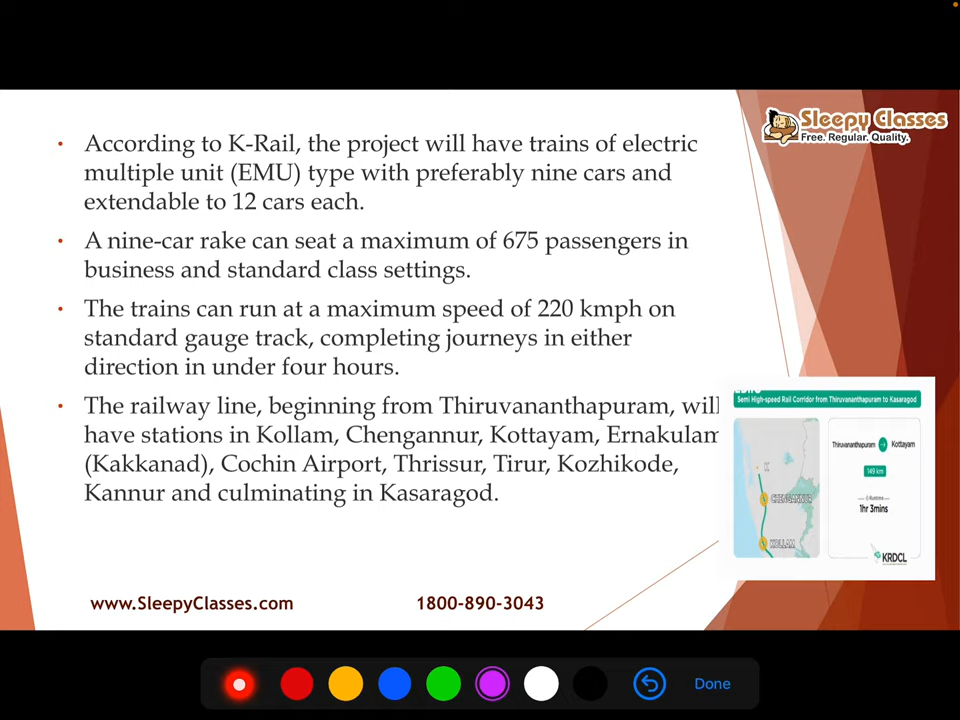 Sleepy Classes
Free. Regular. Quality.
• According to K-Rail, the project will have trains of electric
multiple unit (EMU) type with preferably nine cars and
extendable to 12 cars each.
• A nine-car rake can seat a maximum of 675 passengers in
business and standard class settings.
• The trains can run at a maximum speed of 220 kmph on
standard gauge track, completing journeys in either
direction in under four hours.
• The railway line, beginning from Thiruvananthapuram, will
have stations in Kollam, Chengannur, Kottayam, Ernakulam
(Kakkanad), Cochin Airport, Thrissur, Tirur, Kozhikode,
Kannur and culminating in Kasaragod.
Semi High-speed Rail Corridor from Thiruvananthapuram to Kasaragod
Thiruvananthapuram Kottayam
149 km
K
CHENGANNUR
Runtime
1hr 3mins
KOLLAM
KRDCL
www.SleepyClasses.com 1800-890-3043
Done